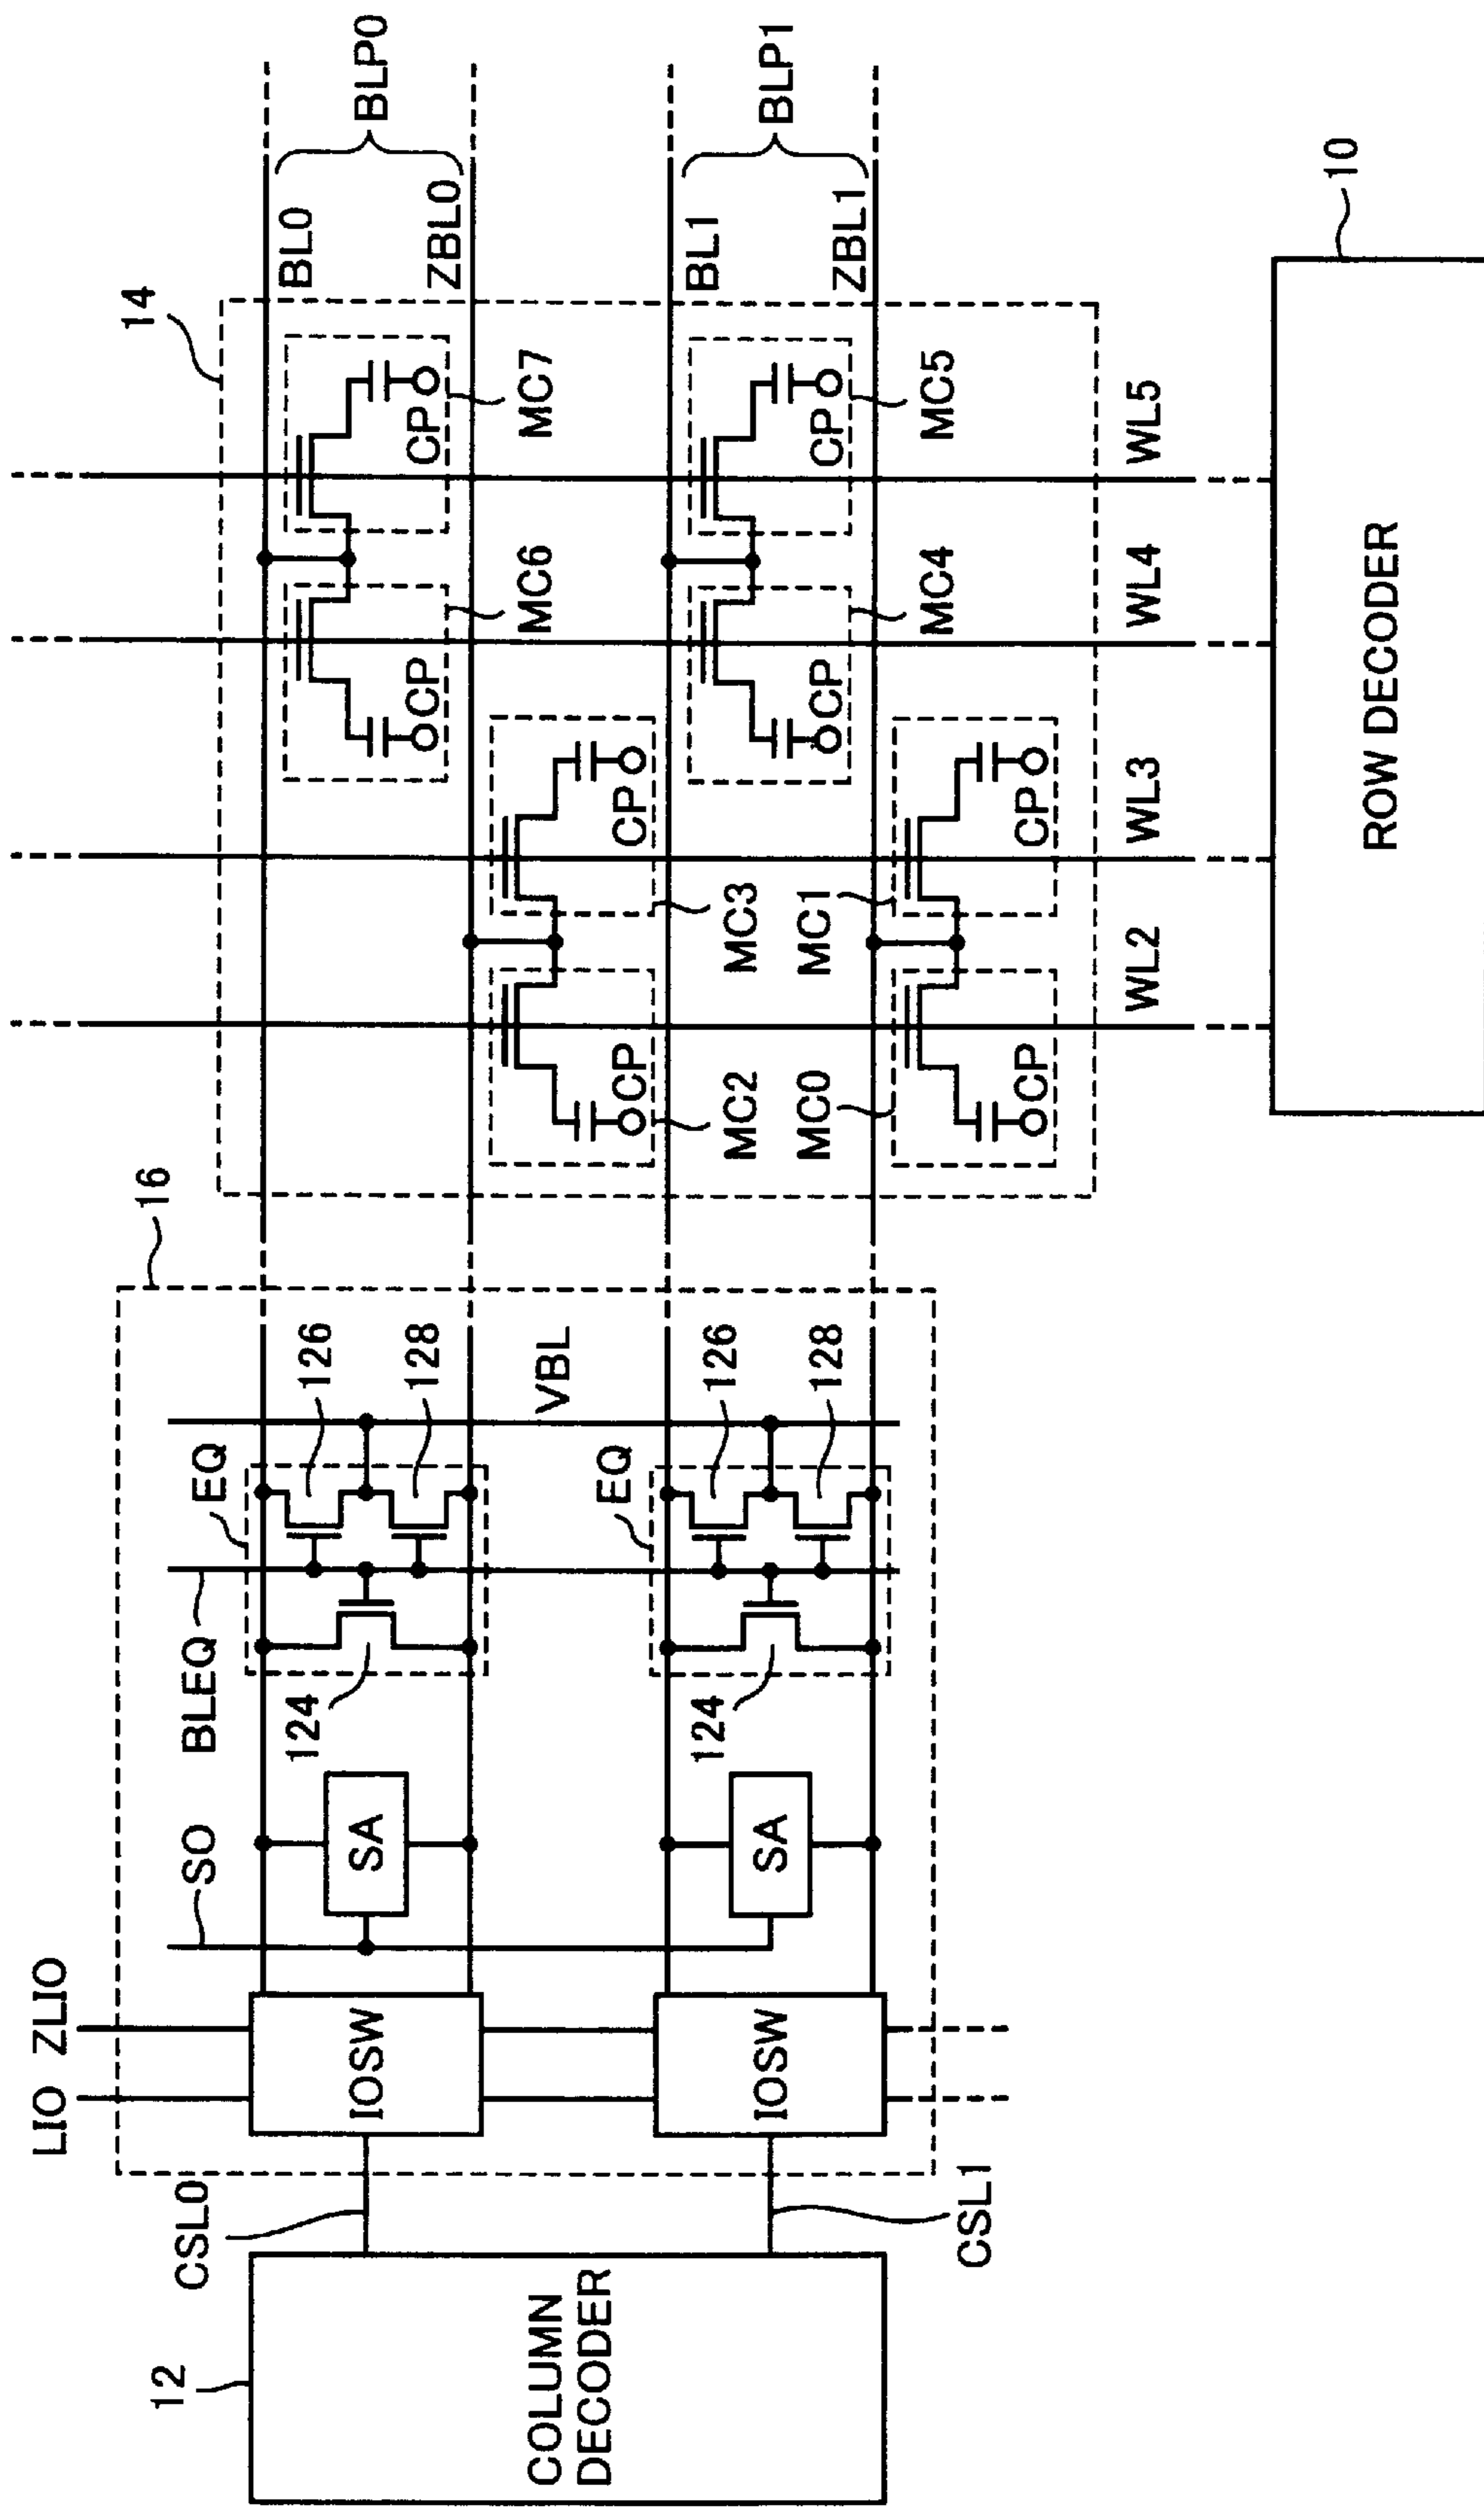 14
BL0
BLP0
ZBL0
BL1
BLP1
ZBL1
MC7
CP
MC6
CP
MC5
CP
MC4
CP
MC3
CP
MC2
CP
MC1
CP
MC0
CP
WL5
WL4
WL3
WL2
10
ROW DECODER
16
EQ
126
128
VBL
EQ
126
128
BLEQ
124
124
SO
SA
SA
LIO
ZLIO
IOSW
IOSW
CSL0
CSL1
12
COLUMN
DECODER